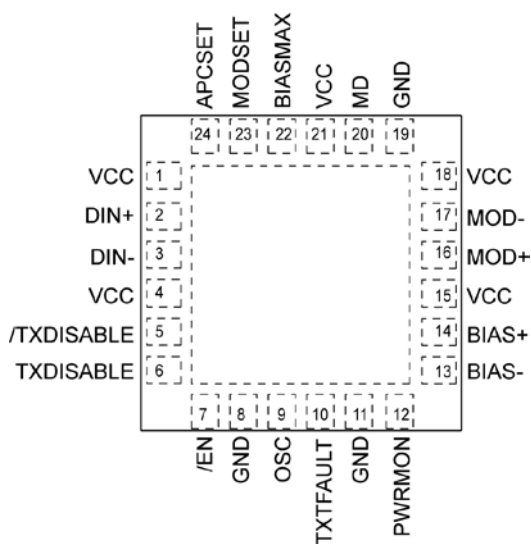 APCSET
MODSET
BIASMAX
VCC
MD
GND
24
23
22
21
20
19
VCC 1
DIN+ 2
DIN- 3
VCC 4
/TXDISABLE 5
TXDISABLE 6
18 VCC
17 MOD-
16 MOD+
15 VCC
14 BIAS+
13 BIAS-
7
8
9
10
11
12
/EN
GND
OSC
TXTFAULT
GND
PWRMON